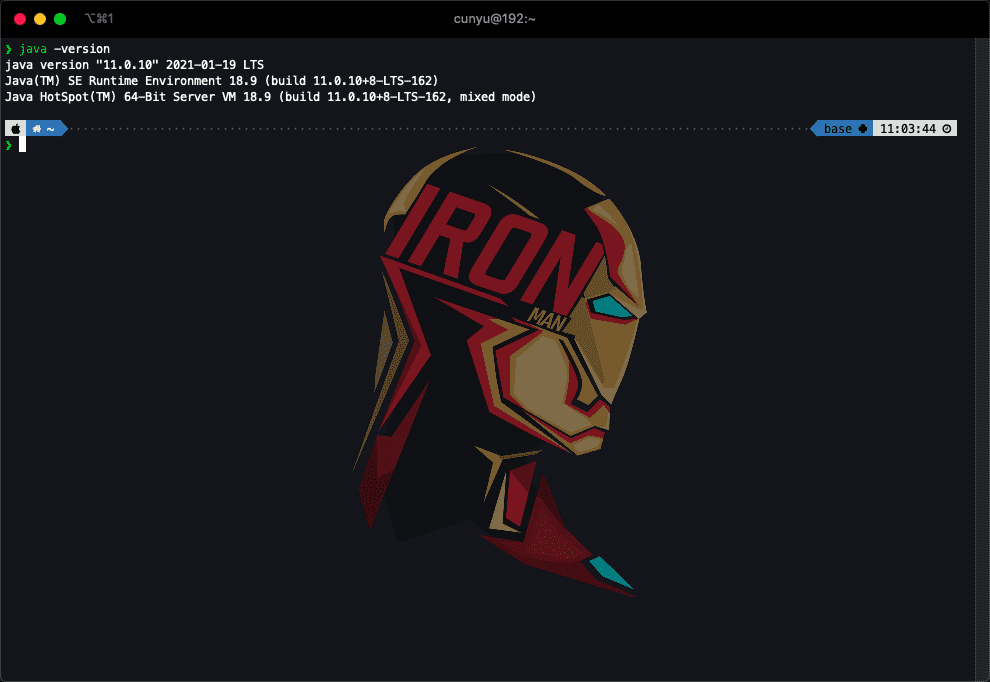 ⌥⌘1
cunyu@192:~
❯ java -version
java version "11.0.10" 2021-01-19 LTS
Java(TM) SE Runtime Environment 18.9 (build 11.0.10+8-LTS-162)
Java HotSpot(TM) 64-Bit Server VM 18.9 (build 11.0.10+8-LTS-162, mixed mode)
~
base
11:03:44
❯
IRON
MAN